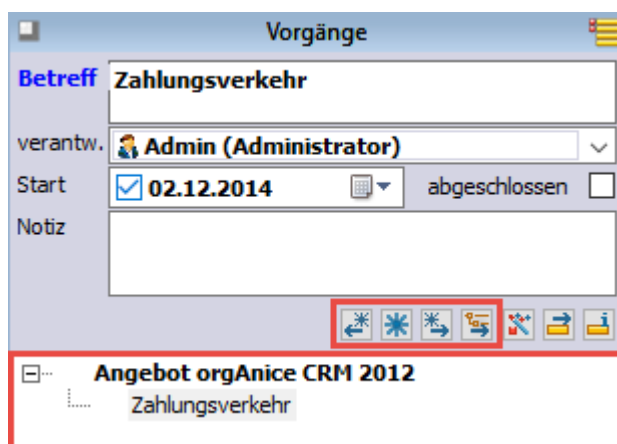 Vorgänge
Betreff Zahlungsverkehr
verantw. Admin (Administrator)
Start 02.12.2014 abgeschlossen
Notiz
Angebot orgAnice CRM 2012
Zahlungsverkehr